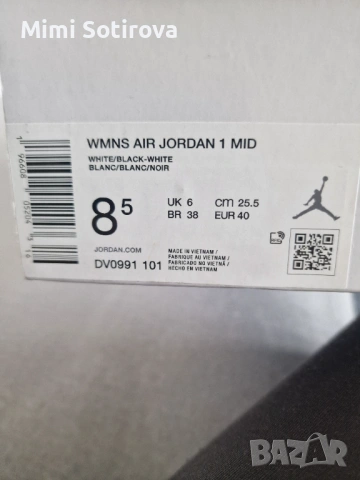 Mimi Sotirova
WMNS AIR JORDAN 1 MID
WHITE/BLACK-WHITE
BLANC/BLANC/NOIR
8 5
UK 6 cm 25.5
BR 38 EUR 40
JORDAN.COM
DV0991 101
MADE IN VIETNAM /
FABRIQUÉ AU VIETNAM /
FABRICADO NO VIETNÃ /
HECHO EN VIETNAM
BAZAR